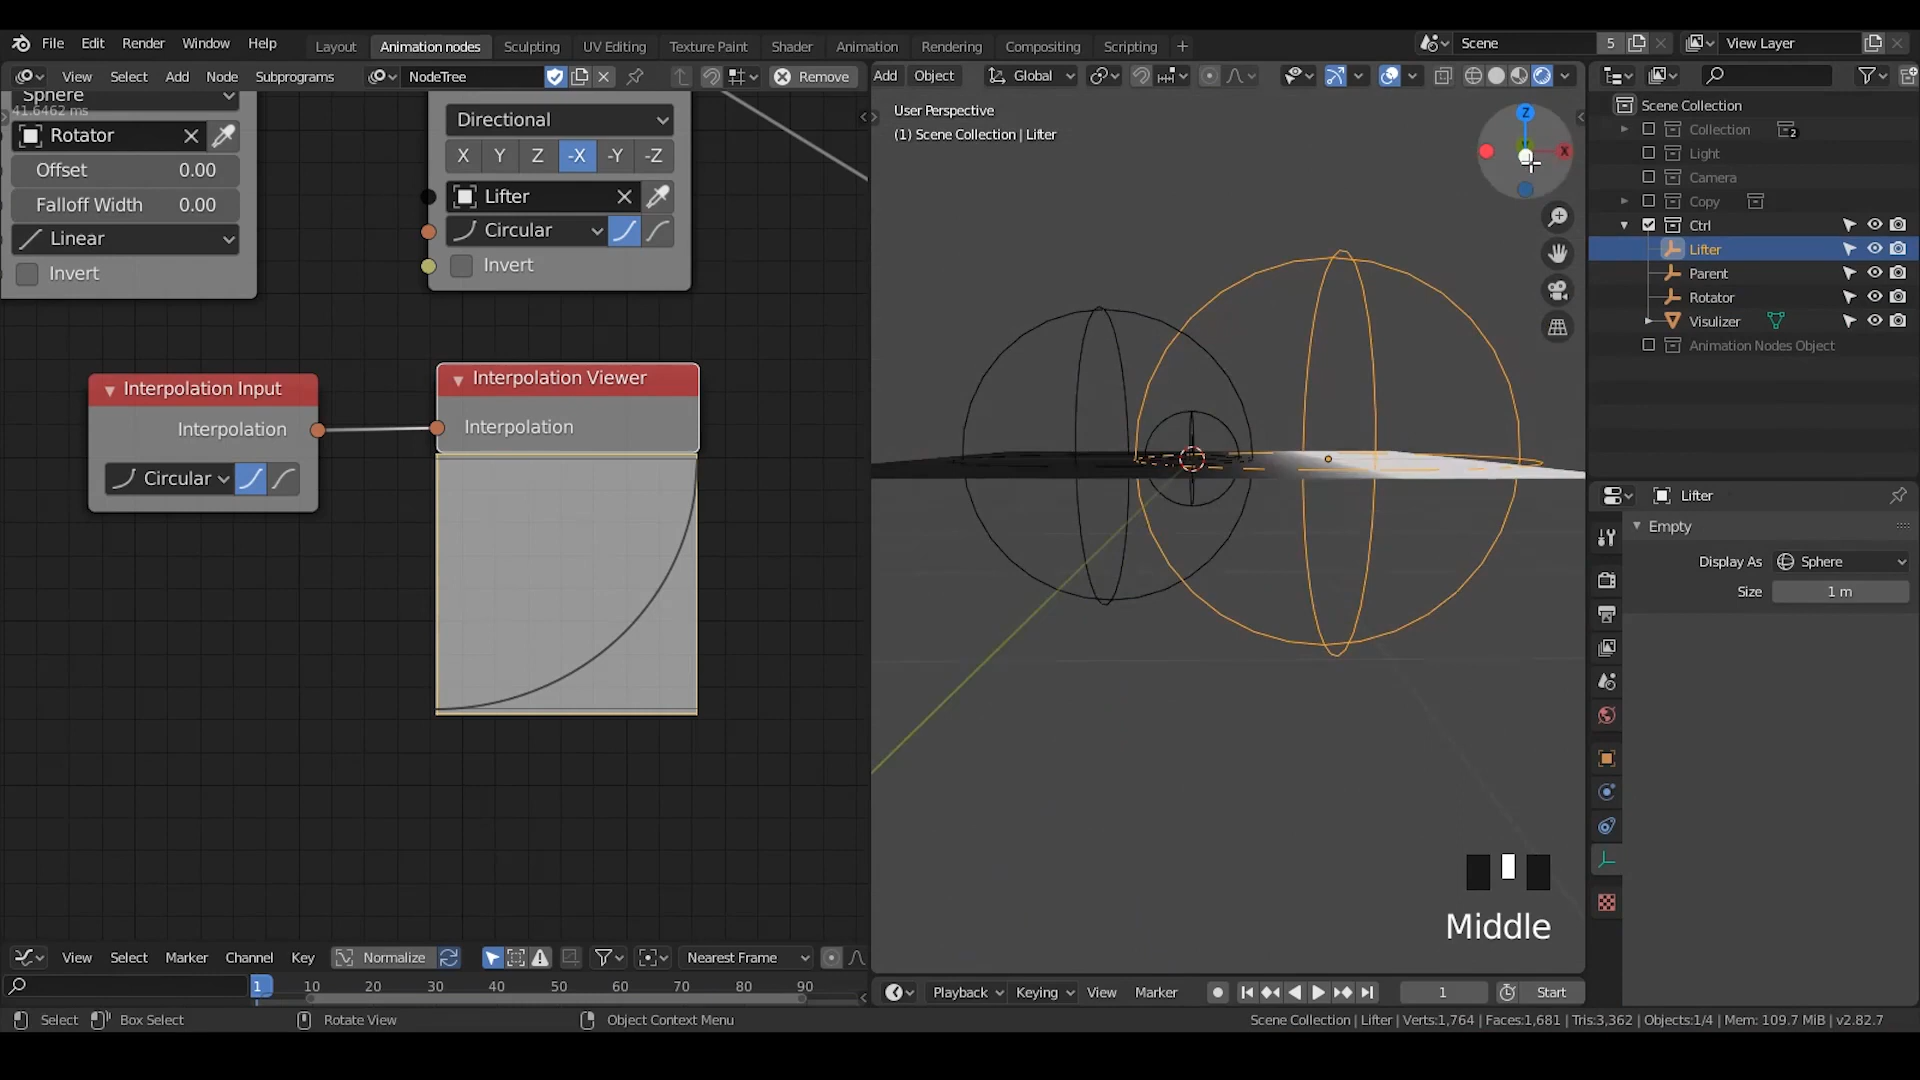 File Edit Render Window Help Layout Animation nodes Sculpting UV Editing Texture Paint Shader Animation Rendering Compositing Scripting + Scene 5 View Layer
View Select Add Node Subprograms NodeTree Remove Add Object Global
Sphere
41.6462 ms
Rotator
Offset 0.00
Falloff Width 0.00
Linear
Invert
Directional
X Y Z -X -Y -Z
Lifter
Circular
Invert
Interpolation Input
Interpolation
Circular
Interpolation Viewer
Interpolation
User Perspective
(1) Scene Collection | Lifter
Z
X
Middle
Scene Collection
Collection 2
Light
Camera
Copy
Ctrl
Lifter
Parent
Rotator
Visulizer
Animation Nodes Object
Lifter
Empty
Display As Sphere
Size 1 m
View Select Marker Channel Key Normalize Nearest Frame
1 10 20 30 40 50 60 70 80 90
Playback Keying View Marker 1 Start
Select Box Select Rotate View Object Context Menu
Scene Collection | Lifter | Verts:1,764 | Faces:1,681 | Tris:3,362 | Objects:1/4 | Mem: 109.7 MiB | v2.82.7